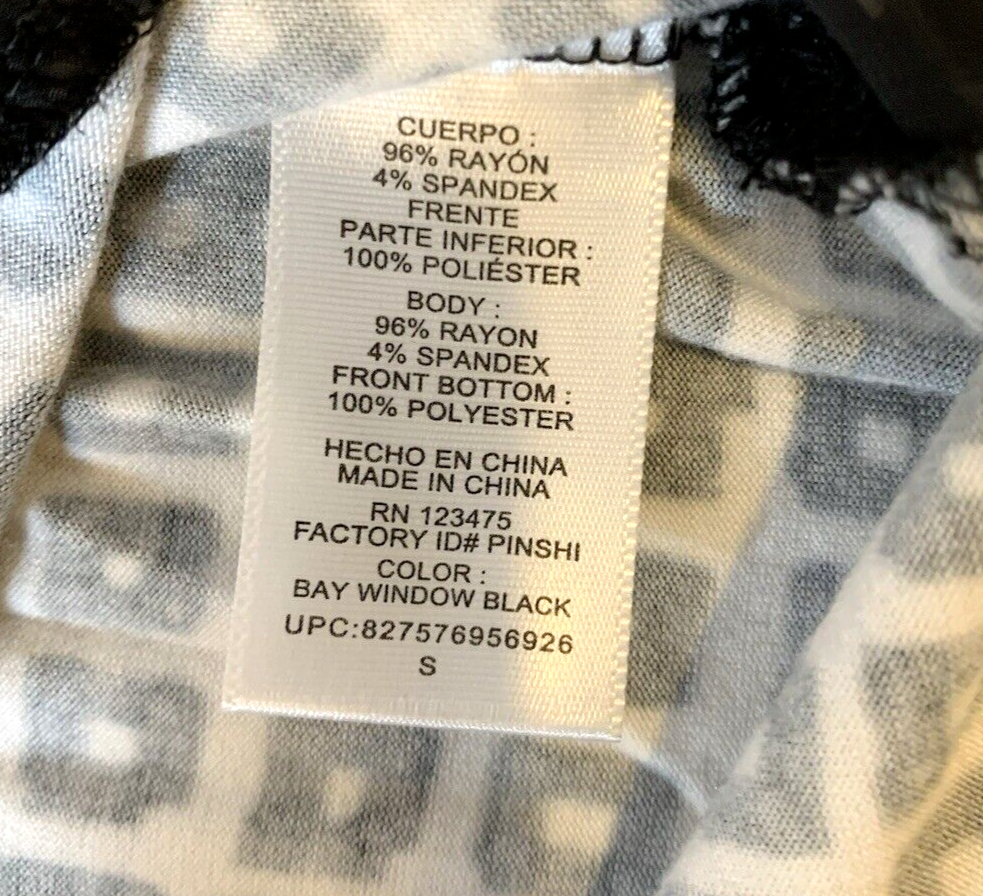 CUERPO :
96% RAYÓN
4% SPANDEX
FRENTE
PARTE INFERIOR :
100% POLIÉSTER
BODY :
96% RAYON
4% SPANDEX
FRONT BOTTOM :
100% POLYESTER
HECHO EN CHINA
MADE IN CHINA
RN 123475
FACTORY ID# PINSHI
COLOR :
BAY WINDOW BLACK
UPC:827576956926
S